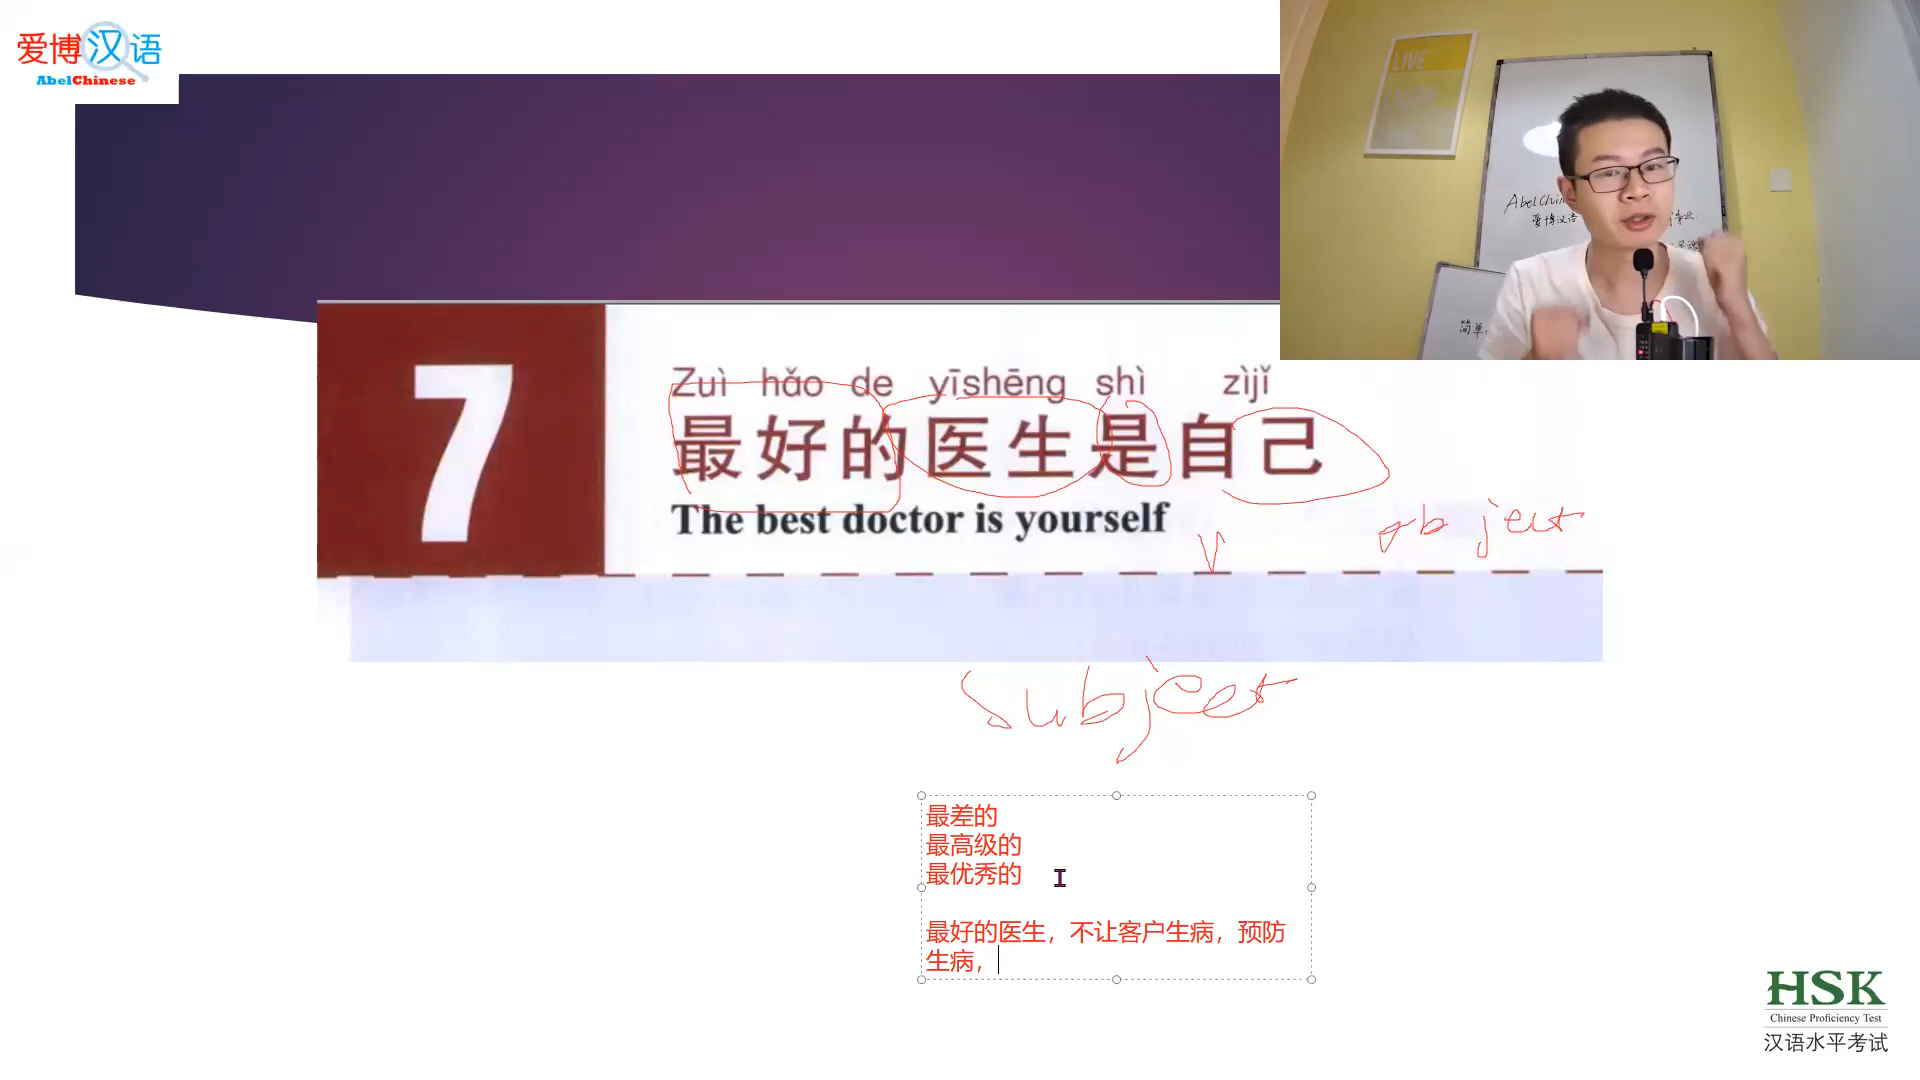 爱博汉语
AbelChinese
LIVE
AbelChin
爱博汉语
简单
7
Zuì hǎo de yīshēng shì zìjǐ
最好的医生是自己
The best doctor is yourself
V
object
subject
最差的
最高级的
最优秀的
最好的医生，不让客户生病，预防
生病，
HSK
Chinese Proficiency Test
汉语水平考试